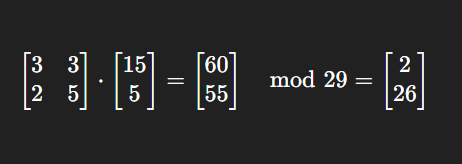 [3 3; 2 5] · [15; 5] = [60; 55] mod 29 = [2; 26]